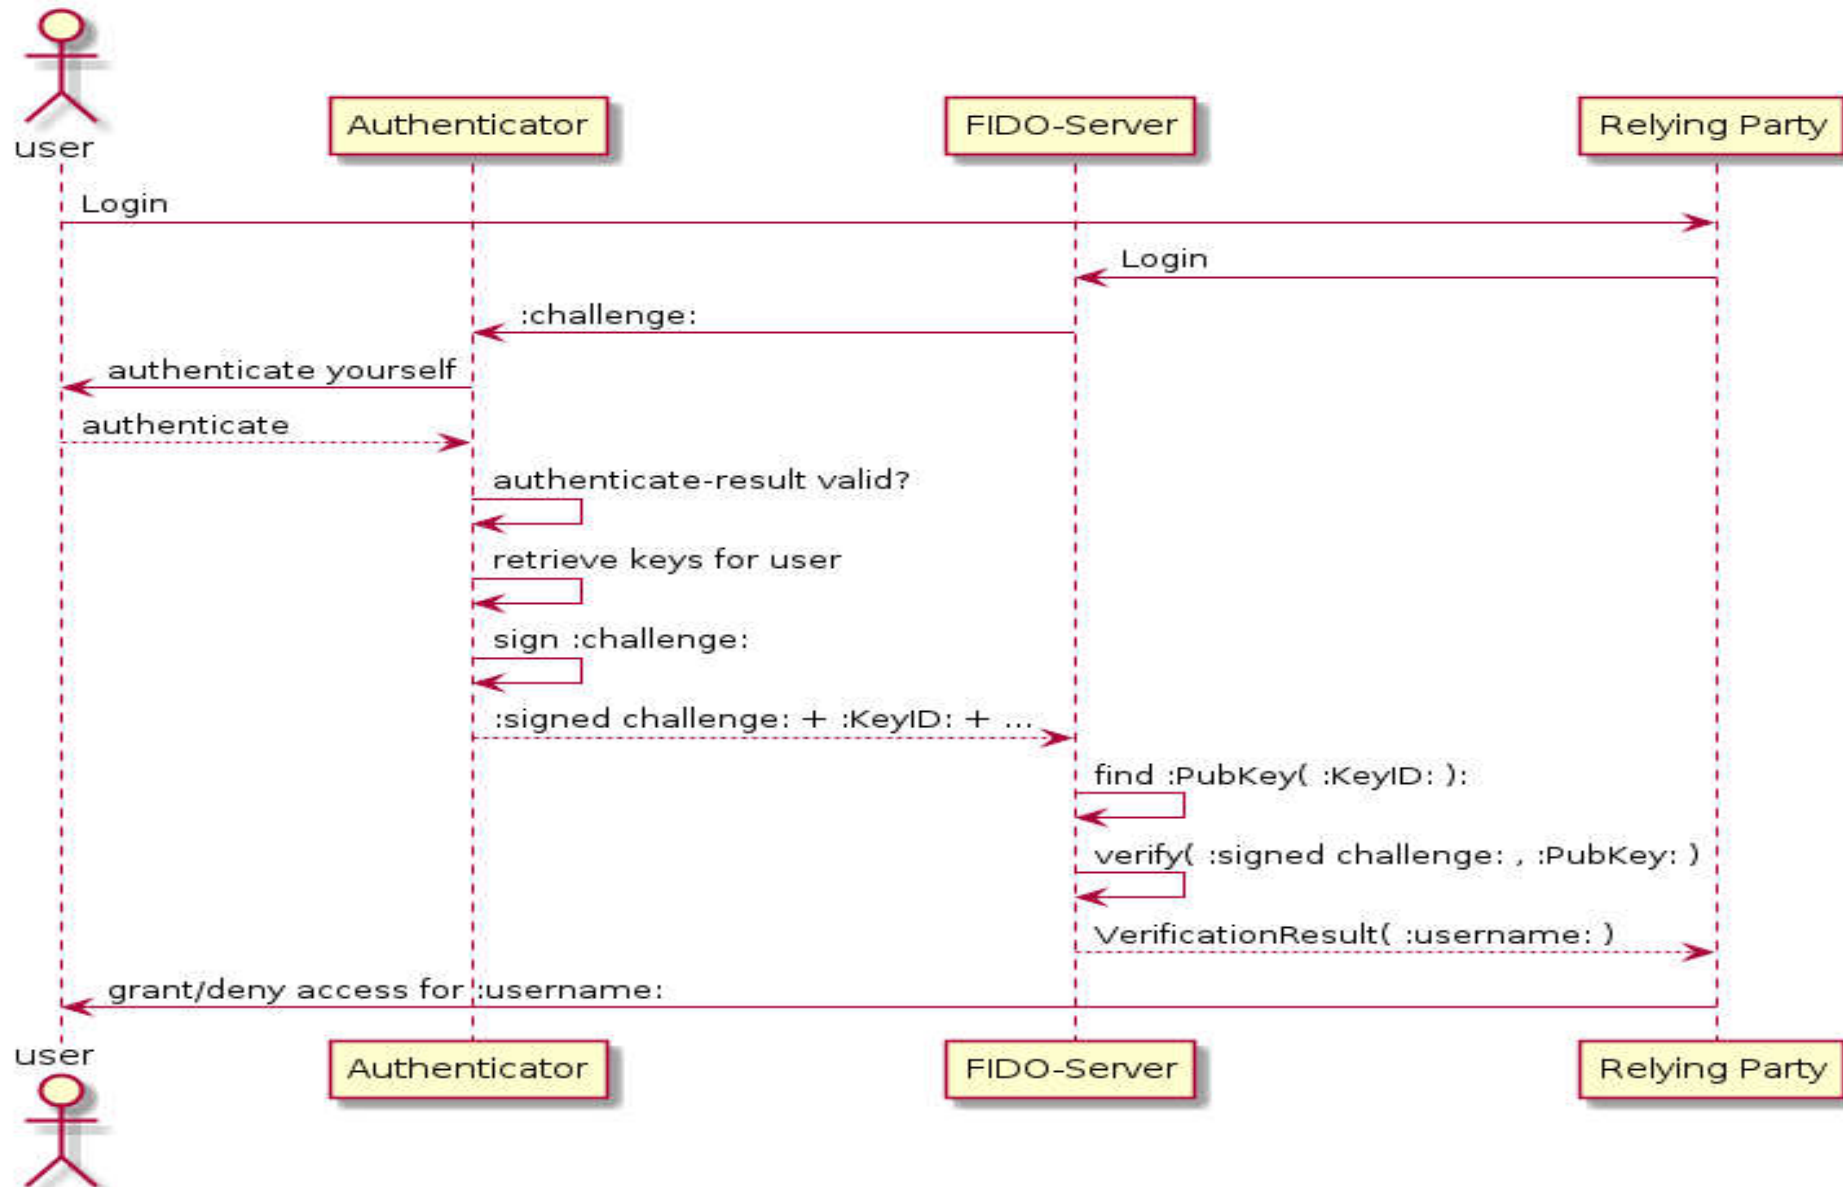 user
Authenticator
FIDO-Server
Relying Party
Login
Login
:challenge:
authenticate yourself
authenticate
authenticate-result valid?
retrieve keys for user
sign :challenge:
:signed challenge: + :KeyID: + ...
find :PubKey( :KeyID: ):
verify( :signed challenge: , :PubKey: )
VerificationResult( :username: )
grant/deny access for :username:
user
Authenticator
FIDO-Server
Relying Party